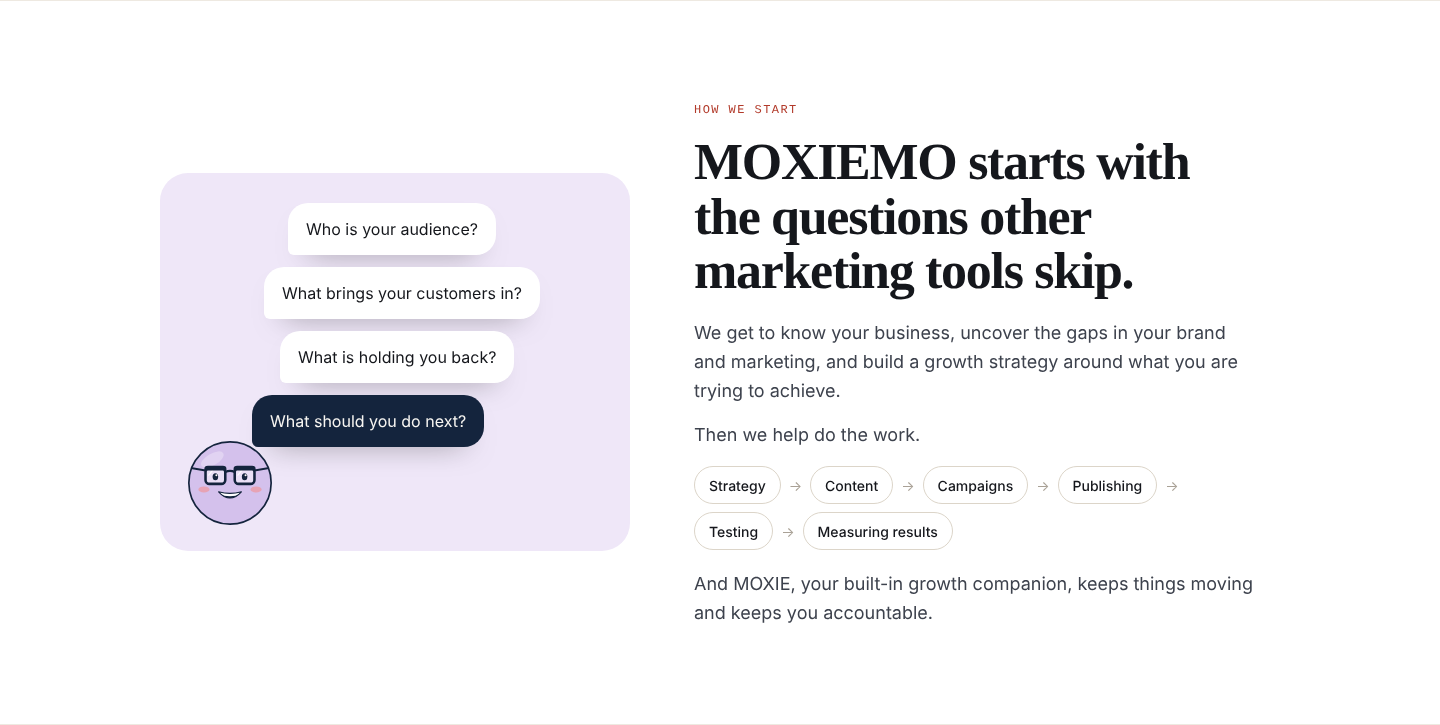 Who is your audience?
What brings your customers in?
What is holding you back?
What should you do next?
HOW WE START
MOXIEMO starts with
the questions other
marketing tools skip.
We get to know your business, uncover the gaps in your brand
and marketing, and build a growth strategy around what you are
trying to achieve.
Then we help do the work.
Strategy → Content → Campaigns → Publishing →
Testing → Measuring results
And MOXIE, your built-in growth companion, keeps things moving
and keeps you accountable.